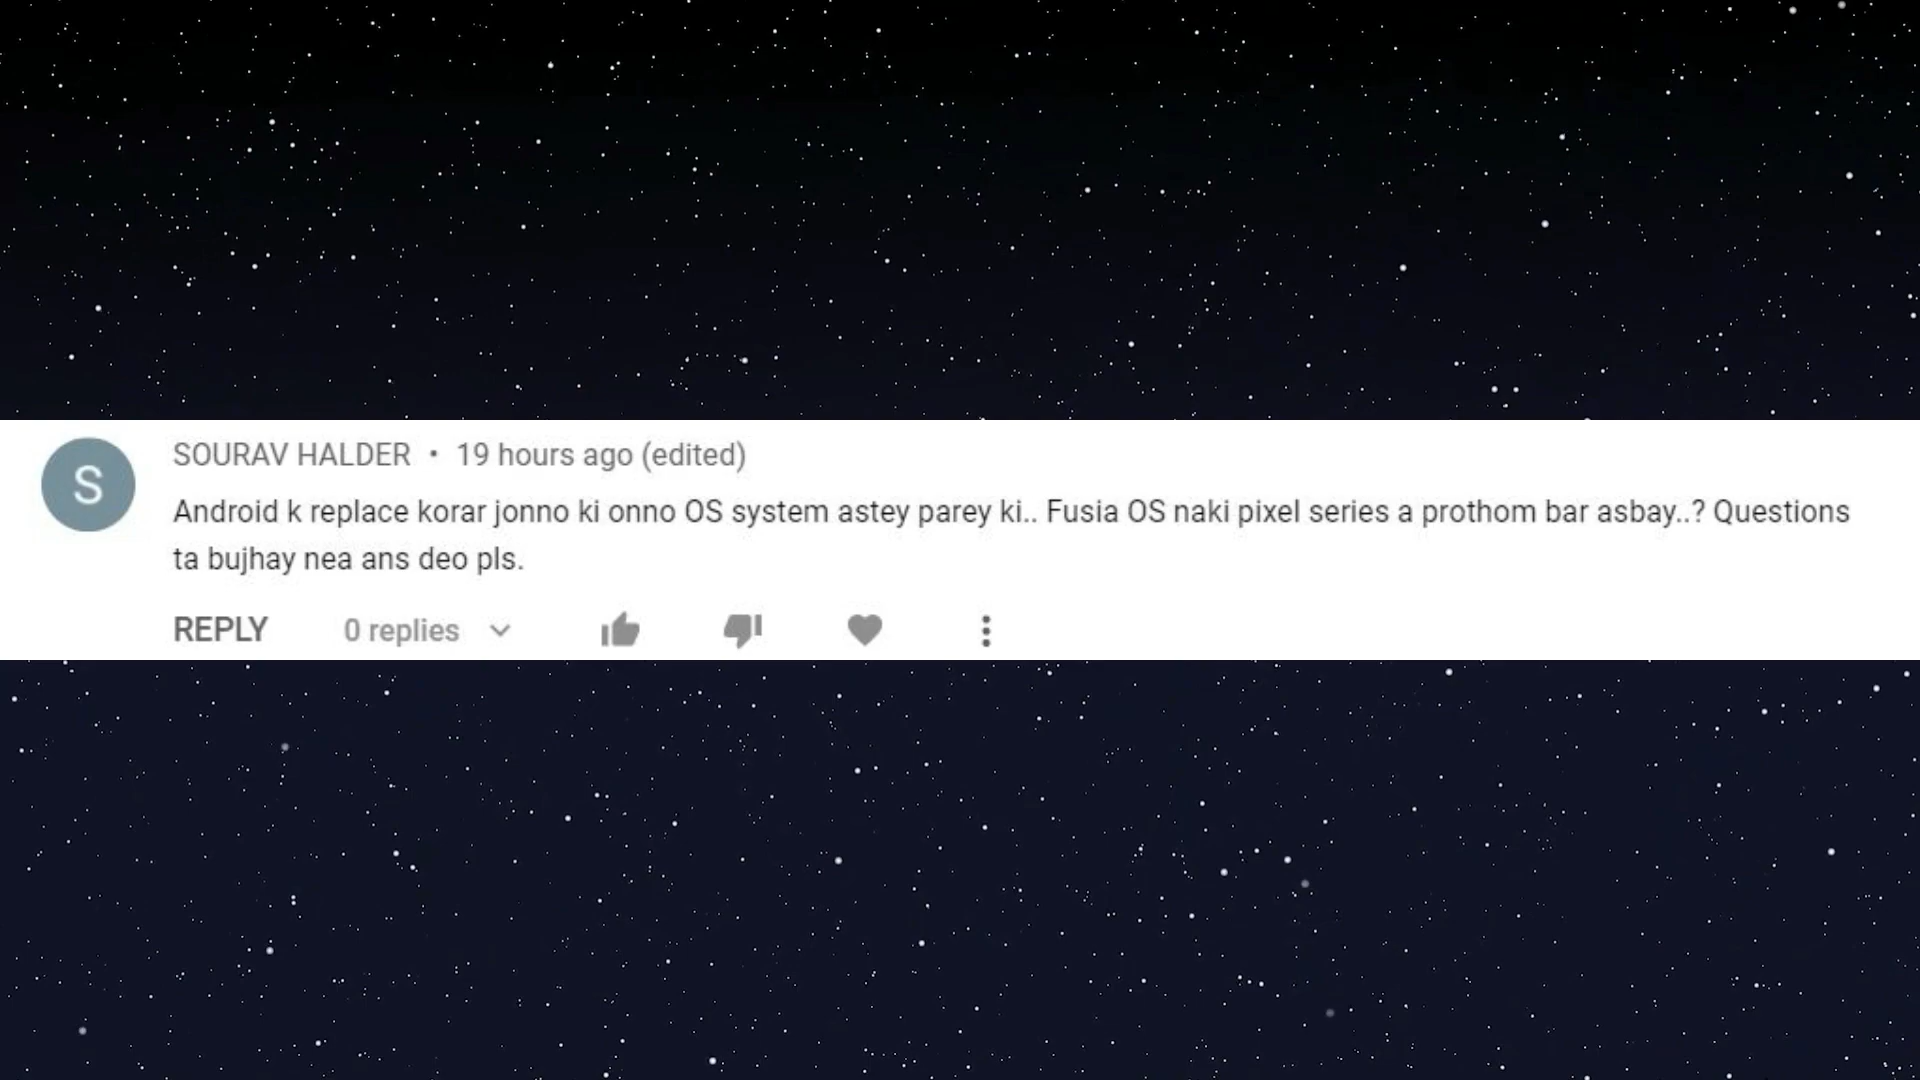 SOURAV HALDER • 19 hours ago (edited)
Android k replace korar jonno ki onno OS system astey parey ki.. Fusia OS naki pixel series a prothom bar asbay..? Questions
ta bujhay nea ans deo pls.
REPLY 0 replies